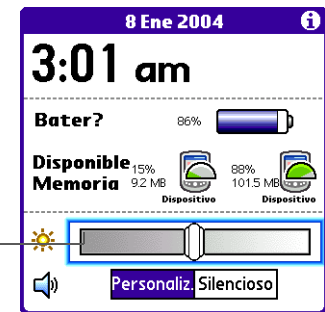 8 Ene 2004
3:01 am
Bater? 86%
Disponible 15% 88%
Memoria 9.2 MB 101.5 MB
Dispositivo Dispositivo
Personaliz. Silencioso